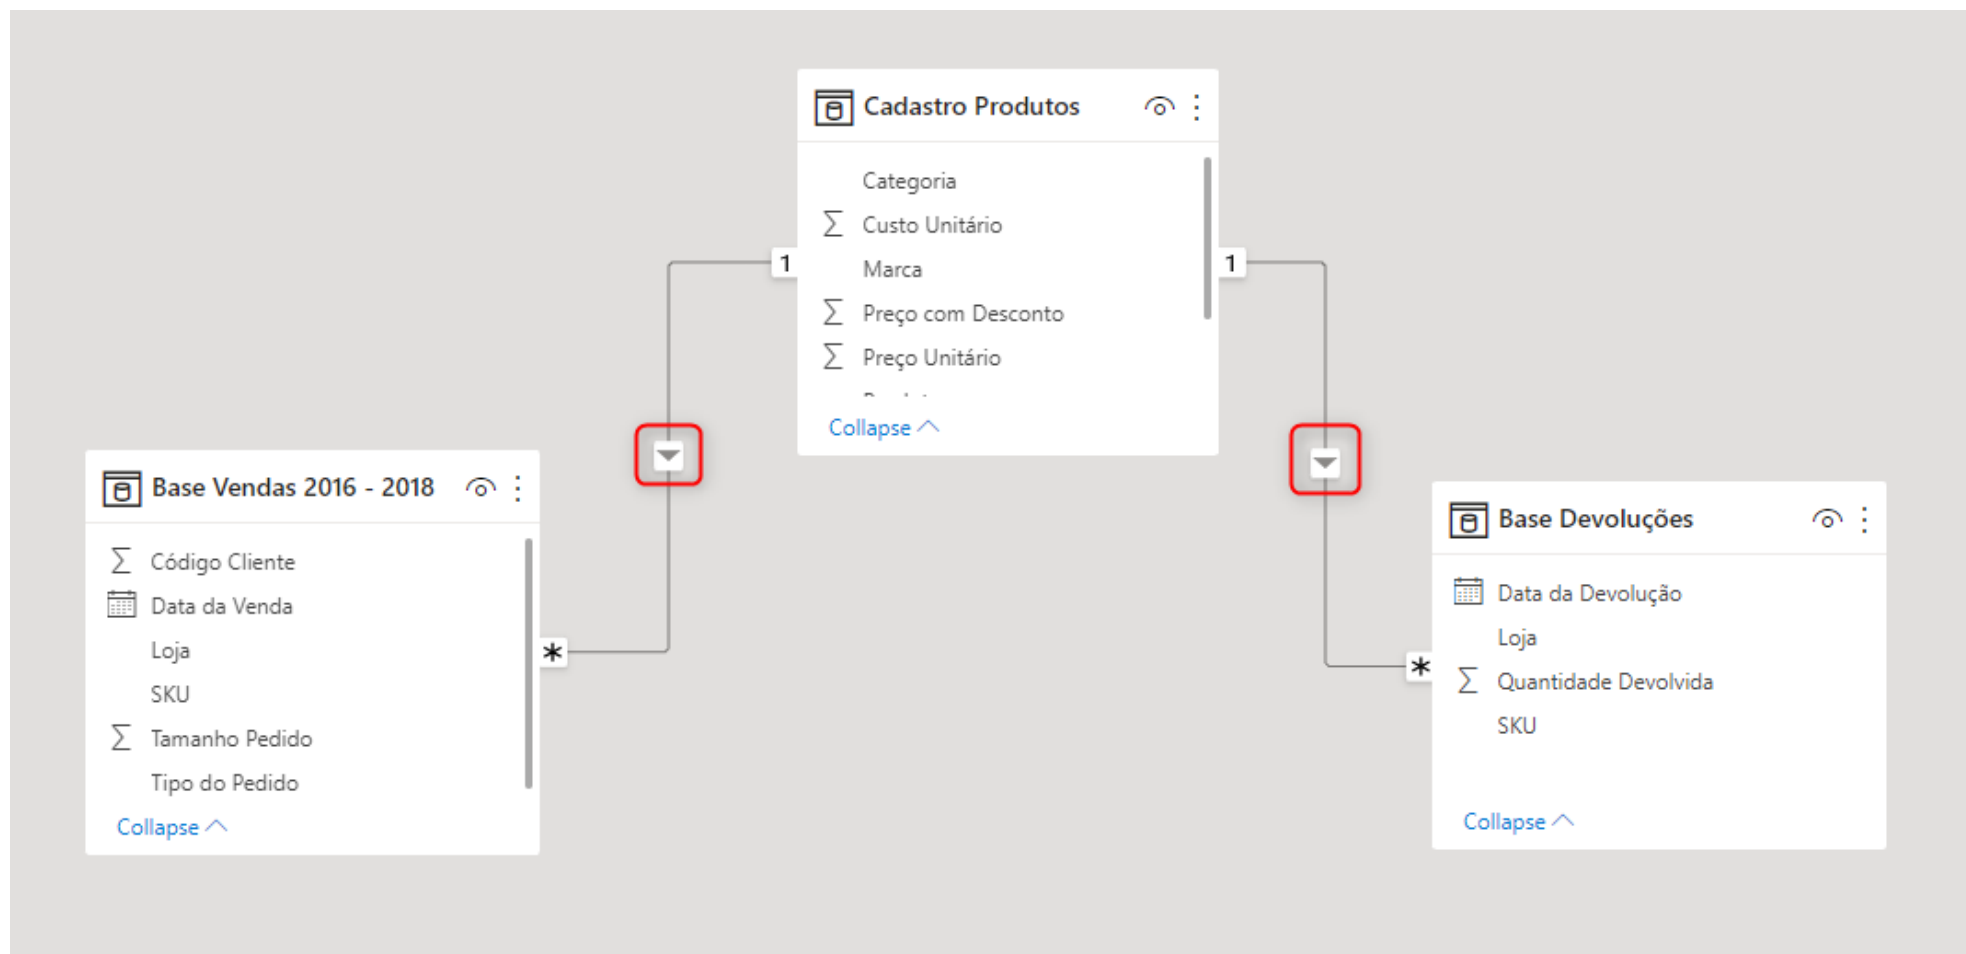 Cadastro Produtos
Categoria
Custo Unitário
Marca
Preço com Desconto
Preço Unitário
Collapse
1
1
Base Vendas 2016 - 2018
Código Cliente
Data da Venda
Loja
SKU
Tamanho Pedido
Tipo do Pedido
Collapse
*
*
Base Devoluções
Data da Devolução
Loja
Quantidade Devolvida
SKU
Collapse